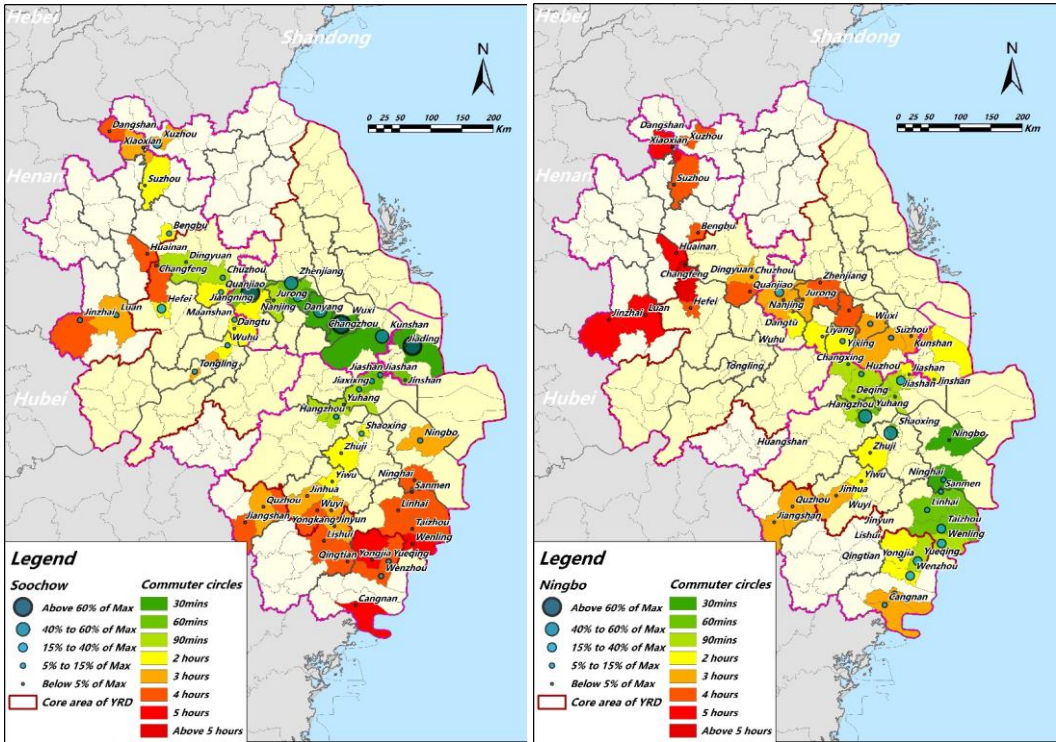 Hebei
Shandong
N
0 20 40 80 120 160 200
Km
Dangshan
Xuzhou
Xiaoxian
Henan
Suzhou
Bengbu
Huainan
Dingyuan
Changfeng
Chuzhou
Zhenjiang
Quanjiao
Hefei
Jiangning
Jurong
Wuxi
Luan
Jinzhai
Maanshan
Nanjing
Danyang
Dangtu
Changzhou
Kunshan
Wuhu
Jiading
Tongling
Jiashan
Jiashan
Jiaxixng
Jinshan
Yuhang
Hubei
Hangzhou
Shaoxing
Ningbo
Zhuji
Yiwu
Ninghai
Jinhua
Sanmen
Quzhou
Wuyi
Linhai
Jiangshan
Yongkang
Jinyun
Taizhou
Lishui
Wenling
Qingtian
Yongjia
Yueqing
Wenzhou
Cangnan
Legend
Soochow
Commuter circles
Above 60% of Max
30mins
40% to 60% of Max
60mins
15% to 40% of Max
90mins
5% to 15% of Max
2 hours
Below 5% of Max
3 hours
Core area of YRD
4 hours
5 hours
Above 5 hours
Hebei
Shandong
N
0 20 40 80 120 160 200
Km
Dangshan
Xuzhou
Xiaoxian
Henan
Suzhou
Bengbu
Huainan
Dingyuan
Chuzhou
Changfeng
Zhenjiang
Quanjiao
Jurong
Hefei
Nanjing
Luan
Jinzhai
Wuxi
Dangtu
Liyang
Suzhou
Wuhu
Yixing
Kunshan
Changxing
Tongling
Huzhou
Jiashan
Jiashan
Jinshan
Deqing
Hubei
Hangzhou
Yuhang
Shaoxing
Huangshan
Ningbo
Zhuji
Yiwu
Ninghai
Jinhua
Sanmen
Quzhou
Wuyi
Linhai
Jiangshan
Jinyun
Taizhou
Lishui
Wenling
Qingtian
Yongjia
Yueqing
Wenzhou
Cangnan
Legend
Ningbo
Commuter circles
Above 60% of Max
30mins
40% to 60% of Max
60mins
15% to 40% of Max
90mins
5% to 15% of Max
2 hours
Below 5% of Max
3 hours
Core area of YRD
4 hours
5 hours
Above 5 hours